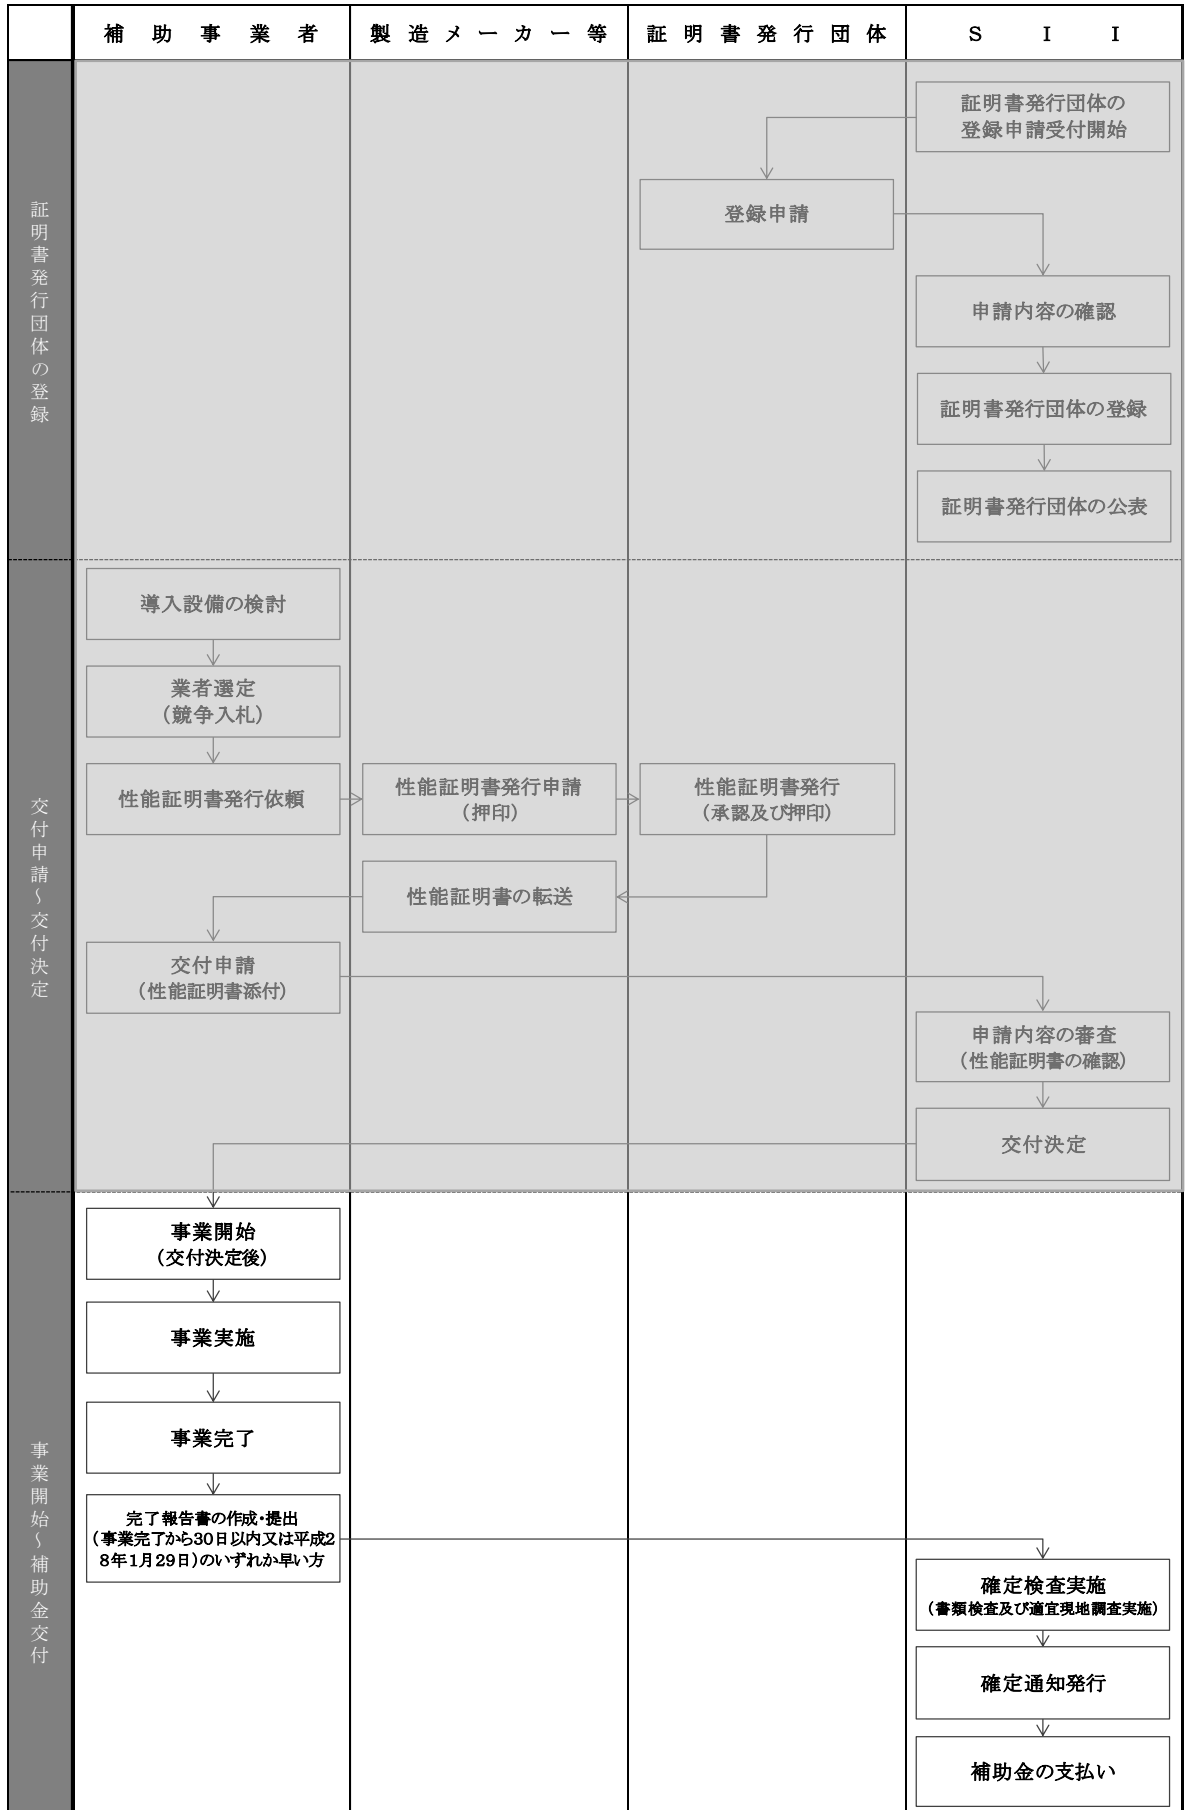 補助事業者
製造メーカー等
証明書発行団体
SII
証明書発行団体の登録
証明書発行団体の
登録申請受付開始
登録申請
申請内容の確認
証明書発行団体の登録
証明書発行団体の公表
交付申請～交付決定
導入設備の検討
業者選定
（競争入札）
性能証明書発行依頼
性能証明書発行申請
（押印）
性能証明書発行
（承認及び押印）
性能証明書の転送
交付申請
（性能証明書添付）
申請内容の審査
（性能証明書の確認）
交付決定
事業開始～補助金交付
事業開始
（交付決定後）
事業実施
事業完了
完了報告書の作成・提出
（事業完了から30日以内又は平成2
8年1月29日）のいずれか早い方
確定検査実施
（書類検査及び適宜現地調査実施）
確定通知発行
補助金の支払い